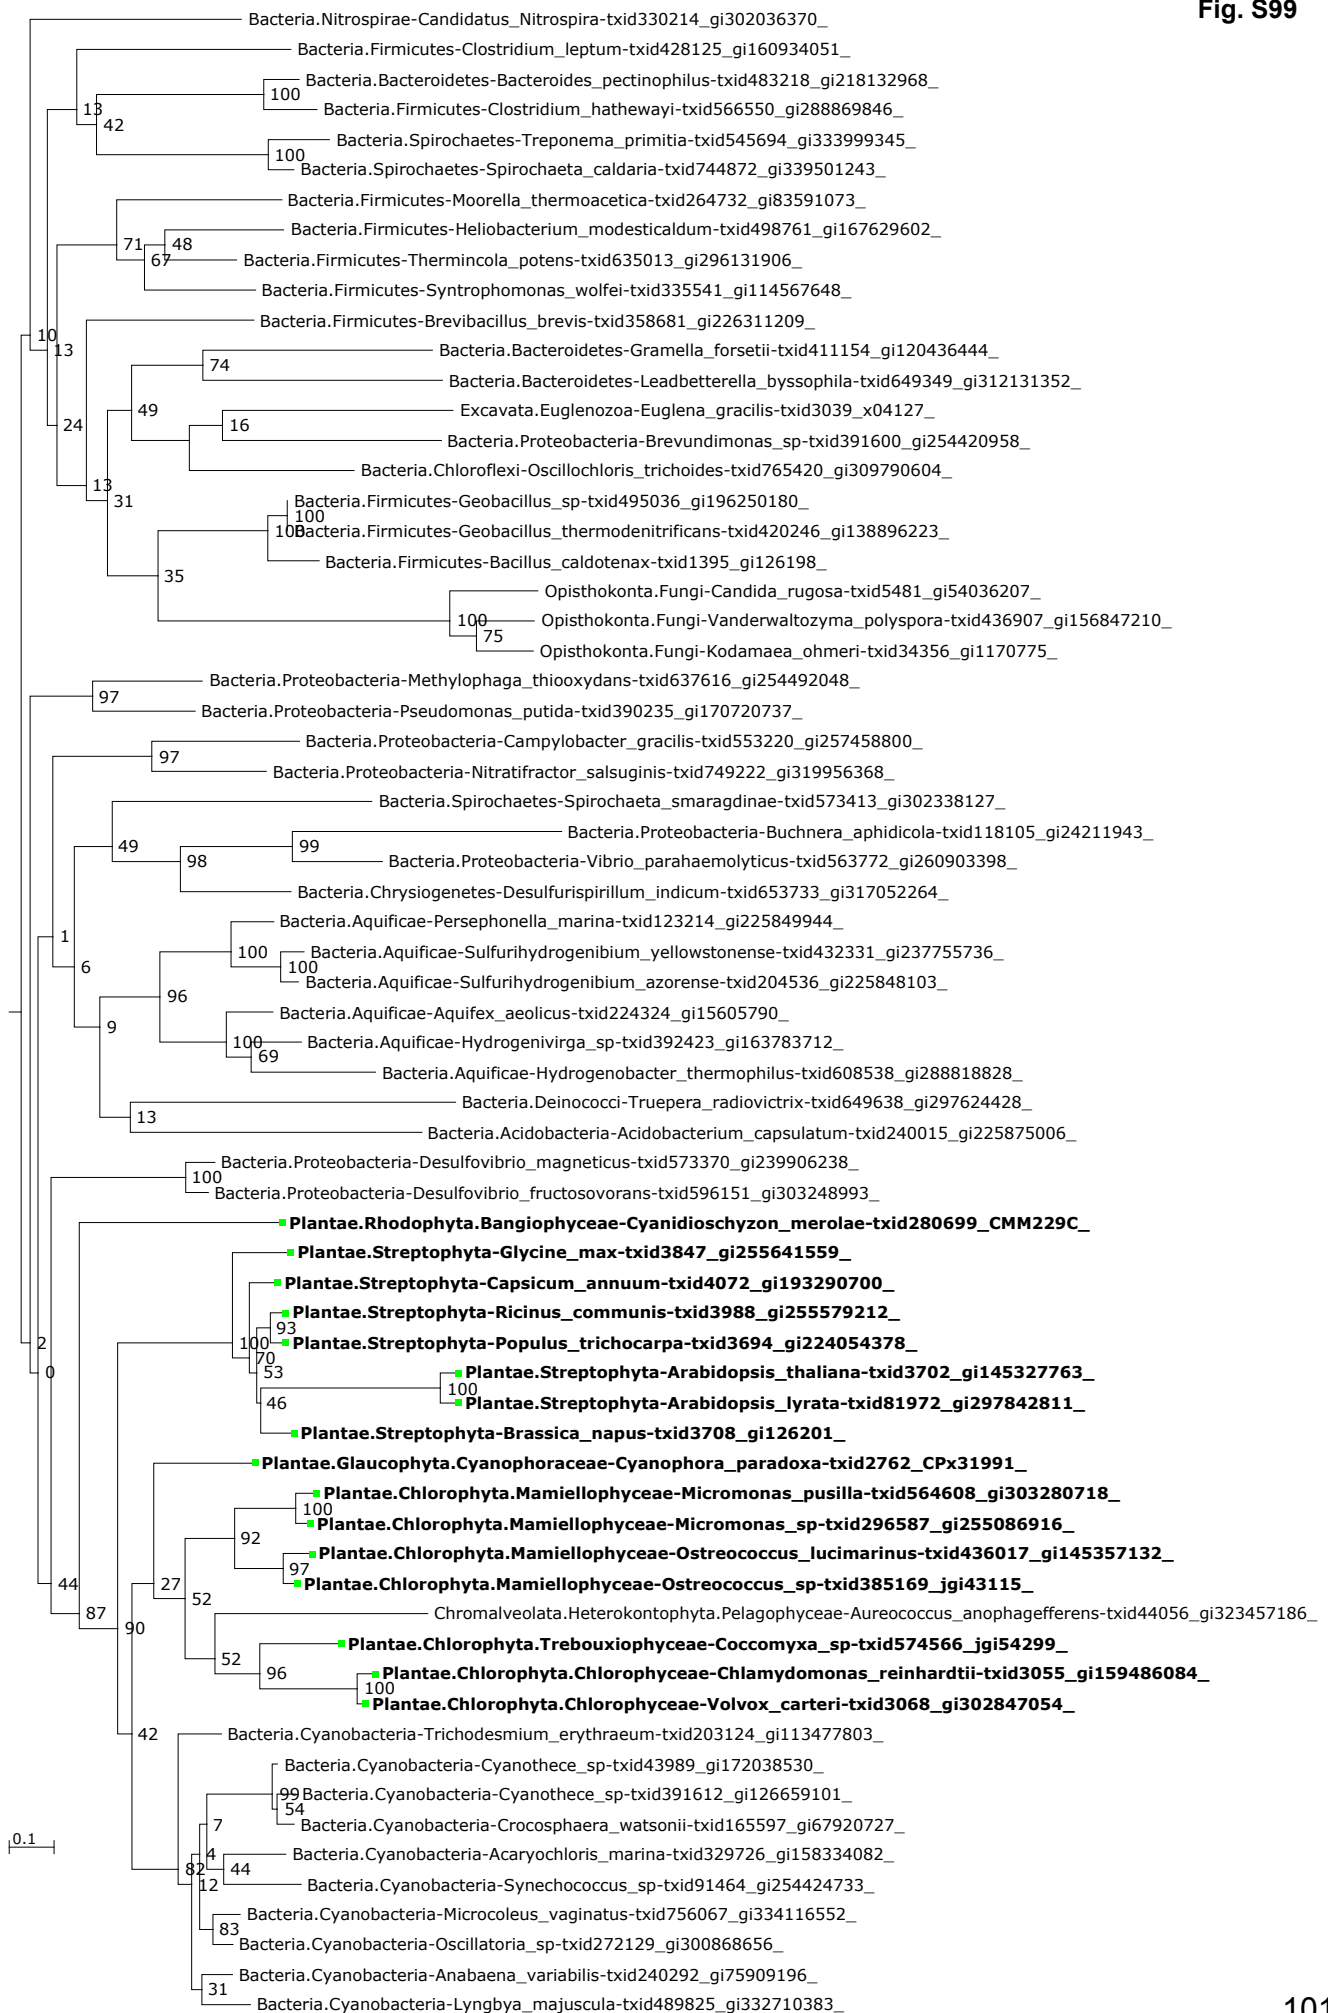 Fig. S99
Bacteria.Nitrospirae-Candidatus_Nitrospira-txid330214_gi302036370_
Bacteria.Firmicutes-Clostridium_leptum-txid428125_gi160934051_
Bacteria.Bacteroidetes-Bacteroides_pectinophilus-txid483218_gi218132968_
100
Bacteria.Firmicutes-Clostridium_hathewayi-txid566550_gi288869846_
13
42
Bacteria.Spirochaetes-Treponema_primitia-txid545694_gi333999345_
100
Bacteria.Spirochaetes-Spirochaeta_caldaria-txid744872_gi339501243_
Bacteria.Firmicutes-Moorella_thermoacetica-txid264732_gi83591073_
Bacteria.Firmicutes-Heliobacterium_modesticaldum-txid498761_gi167629602_
71
48
67
Bacteria.Firmicutes-Thermincola_potens-txid635013_gi296131906_
Bacteria.Firmicutes-Syntrophomonas_wolfei-txid335541_gi114567648_
Bacteria.Firmicutes-Brevibacillus_brevis-txid358681_gi226311209_
10
13
Bacteria.Bacteroidetes-Gramella_forsetii-txid411154_gi120436444_
74
Bacteria.Bacteroidetes-Leadbetterella_byssophila-txid649349_gi312131352_
49
Excavata.Euglenozoa-Euglena_gracilis-txid3039_x04127_
24
16
Bacteria.Proteobacteria-Brevundimonas_sp-txid391600_gi254420958_
Bacteria.Chloroflexi-Oscillochloris_trichoides-txid765420_gi309790604_
13
31
Bacteria.Firmicutes-Geobacillus_sp-txid495036_gi196250180_
100
100
Bacteria.Firmicutes-Geobacillus_thermodenitrificans-txid420246_gi138896223_
Bacteria.Firmicutes-Bacillus_caldotenax-txid1395_gi126198_
35
Opisthokonta.Fungi-Candida_rugosa-txid5481_gi54036207_
100
Opisthokonta.Fungi-Vanderwaltozyma_polyspora-txid436907_gi156847210_
75
Opisthokonta.Fungi-Kodamaea_ohmeri-txid34356_gi1170775_
Bacteria.Proteobacteria-Methylophaga_thiooxydans-txid637616_gi254492048_
97
Bacteria.Proteobacteria-Pseudomonas_putida-txid390235_gi170720737_
Bacteria.Proteobacteria-Campylobacter_gracilis-txid553220_gi257458800_
97
Bacteria.Proteobacteria-Nitratifractor_salsuginis-txid749222_gi319956368_
Bacteria.Spirochaetes-Spirochaeta_smaragdinae-txid573413_gi302338127_
Bacteria.Proteobacteria-Buchnera_aphidicola-txid118105_gi24211943_
49
99
98
Bacteria.Proteobacteria-Vibrio_parahaemolyticus-txid563772_gi260903398_
Bacteria.Chrysiogenetes-Desulfurispirillum_indicum-txid653733_gi317052264_
Bacteria.Aquificae-Persephonella_marina-txid123214_gi225849944_
1
100
Bacteria.Aquificae-Sulfurihydrogenibium_yellowstonense-txid432331_gi237755736_
6
100
Bacteria.Aquificae-Sulfurihydrogenibium_azorense-txid204536_gi225848103_
96
Bacteria.Aquificae-Aquifex_aeolicus-txid224324_gi15605790_
9
100
Bacteria.Aquificae-Hydrogenivirga_sp-txid392423_gi163783712_
69
Bacteria.Aquificae-Hydrogenobacter_thermophilus-txid608538_gi288818828_
Bacteria.Deinococci-Truepera_radiovictrix-txid649638_gi297624428_
13
Bacteria.Acidobacteria-Acidobacterium_capsulatum-txid240015_gi225875006_
Bacteria.Proteobacteria-Desulfovibrio_magneticus-txid573370_gi239906238_
100
Bacteria.Proteobacteria-Desulfovibrio_fructosovorans-txid596151_gi303248993_
Plantae.Rhodophyta.Bangiophyceae-Cyanidioschyzon_merolae-txid280699_CMM229C_
Plantae.Streptophyta-Glycine_max-txid3847_gi255641559_
Plantae.Streptophyta-Capsicum_annuum-txid4072_gi193290700_
Plantae.Streptophyta-Ricinus_communis-txid3988_gi255579212_
93
2
100
Plantae.Streptophyta-Populus_trichocarpa-txid3694_gi224054378_
70
0
53
Plantae.Streptophyta-Arabidopsis_thaliana-txid3702_gi145327763_
100
46
Plantae.Streptophyta-Arabidopsis_lyrata-txid81972_gi297842811_
Plantae.Streptophyta-Brassica_napus-txid3708_gi126201_
Plantae.Glaucophyta.Cyanophoraceae-Cyanophora_paradoxa-txid2762_CPx31991_
Plantae.Chlorophyta.Mamiellophyceae-Micromonas_pusilla-txid564608_gi303280718_
100
Plantae.Chlorophyta.Mamiellophyceae-Micromonas_sp-txid296587_gi255086916_
92
Plantae.Chlorophyta.Mamiellophyceae-Ostreococcus_lucimarinus-txid436017_gi145357132_
97
44
27
Plantae.Chlorophyta.Mamiellophyceae-Ostreococcus_sp-txid385169_jgi43115_
52
87
Chromalveolata.Heterokontophyta.Pelagophyceae-Aureococcus_anophagefferens-txid44056_gi323457186_
90
Plantae.Chlorophyta.Trebouxiophyceae-Coccomyxa_sp-txid574566_jgi54299_
52
96
Plantae.Chlorophyta.Chlorophyceae-Chlamydomonas_reinhardtii-txid3055_gi159486084_
100
Plantae.Chlorophyta.Chlorophyceae-Volvox_carteri-txid3068_gi302847054_
42
Bacteria.Cyanobacteria-Trichodesmium_erythraeum-txid203124_gi113477803_
Bacteria.Cyanobacteria-Cyanothece_sp-txid43989_gi172038530_
99
Bacteria.Cyanobacteria-Cyanothece_sp-txid391612_gi126659101_
54
7
Bacteria.Cyanobacteria-Crocosphaera_watsonii-txid165597_gi67920727_
0.1
4
Bacteria.Cyanobacteria-Acaryochloris_marina-txid329726_gi158334082_
82
44
12
Bacteria.Cyanobacteria-Synechococcus_sp-txid91464_gi254424733_
Bacteria.Cyanobacteria-Microcoleus_vaginatus-txid756067_gi334116552_
83
Bacteria.Cyanobacteria-Oscillatoria_sp-txid272129_gi300868656_
Bacteria.Cyanobacteria-Anabaena_variabilis-txid240292_gi75909196_
31
Bacteria.Cyanobacteria-Lyngbya_majuscula-txid489825_gi332710383_
101